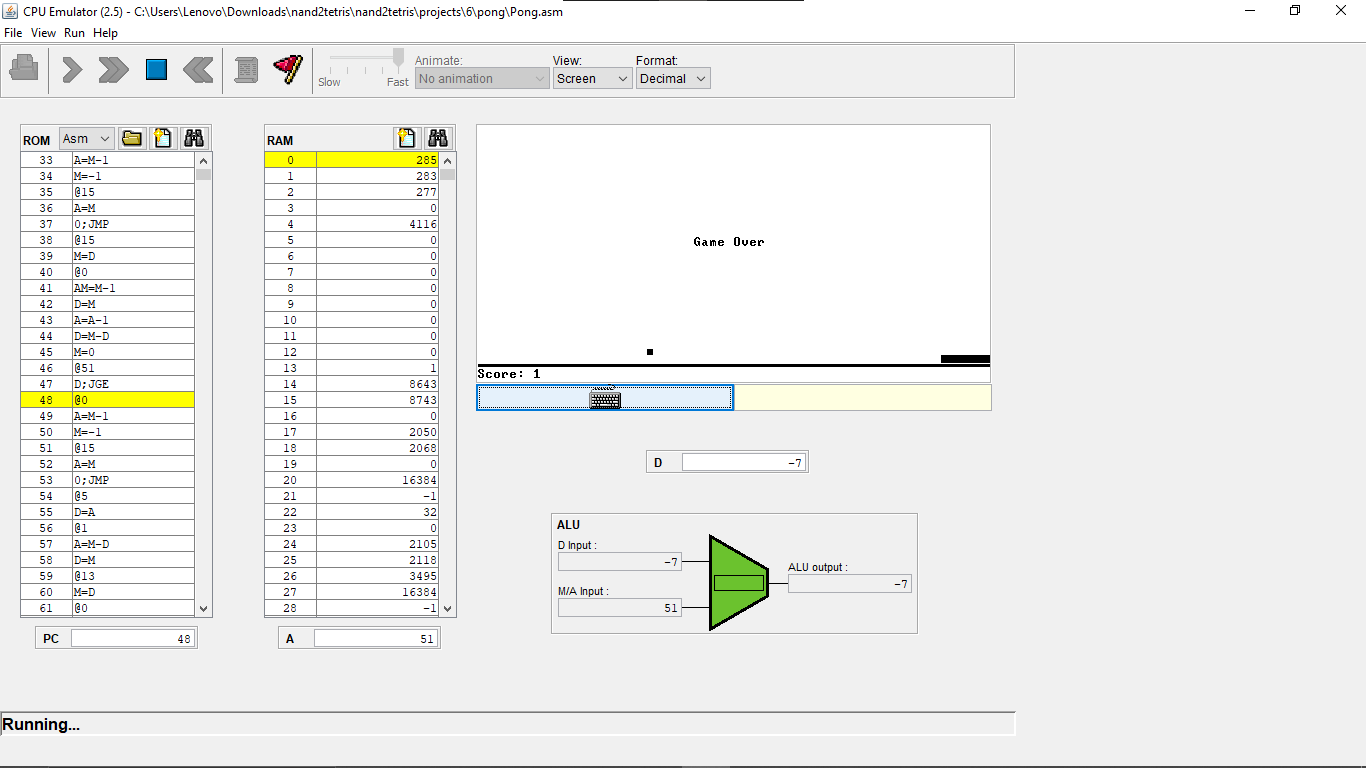 CPU Emulator (2.5) - C:\Users\Lenovo\Downloads\nand2tetris\nand2tetris\projects\6\pong\Pong.asm
File View Run Help
Slow Fast
Animate:
No animation
View:
Screen
Format:
Decimal
ROM Asm
33 A=M-1
34 M=-1
35 @15
36 A=M
37 0;JMP
38 @15
39 M=D
40 @0
41 AM=M-1
42 D=M
43 A=A-1
44 D=M-D
45 M=0
46 @51
47 D;JGE
48 @0
49 A=M-1
50 M=-1
51 @15
52 A=M
53 0;JMP
54 @5
55 D=A
56 @1
57 A=M-D
58 D=M
59 @13
60 M=D
61 @0
PC 48
RAM
0 285
1 283
2 277
3 0
4 4116
5 0
6 0
7 0
8 0
9 0
10 0
11 0
12 0
13 1
14 8643
15 8743
16 0
17 2050
18 2068
19 0
20 16384
21 -1
22 32
23 0
24 2105
25 2118
26 3495
27 16384
28 -1
A 51
Game Over
Score: 1
D -7
ALU
D Input :
-7
M/A Input :
51
ALU output :
-7
Running...